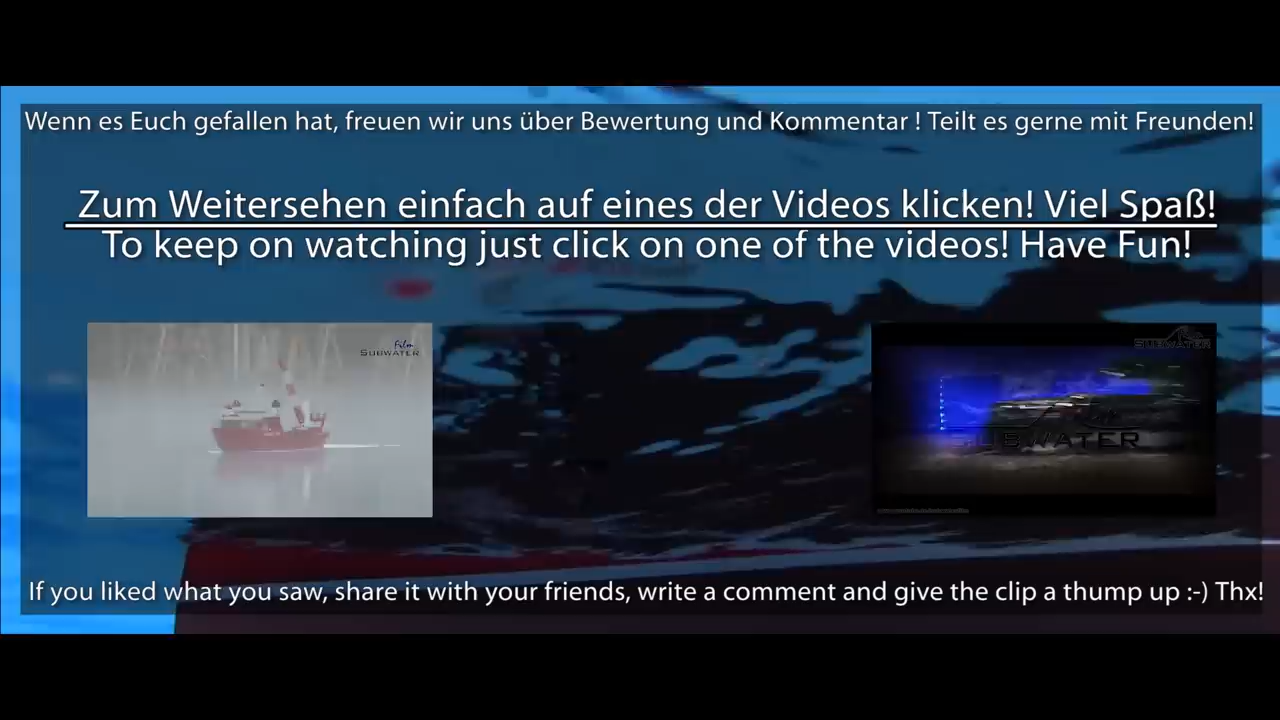 Wenn es Euch gefallen hat, freuen wir uns über Bewertung und Kommentar ! Teilt es gerne mit Freunden!
Zum Weitersehen einfach auf eines der Videos klicken! Viel Spaß!
To keep on watching just click on one of the videos! Have Fun!
Film
SUBWATER
SUBWATER
Film
SUBWATER
If you liked what you saw, share it with your friends, write a comment and give the clip a thump up :-) Thx!